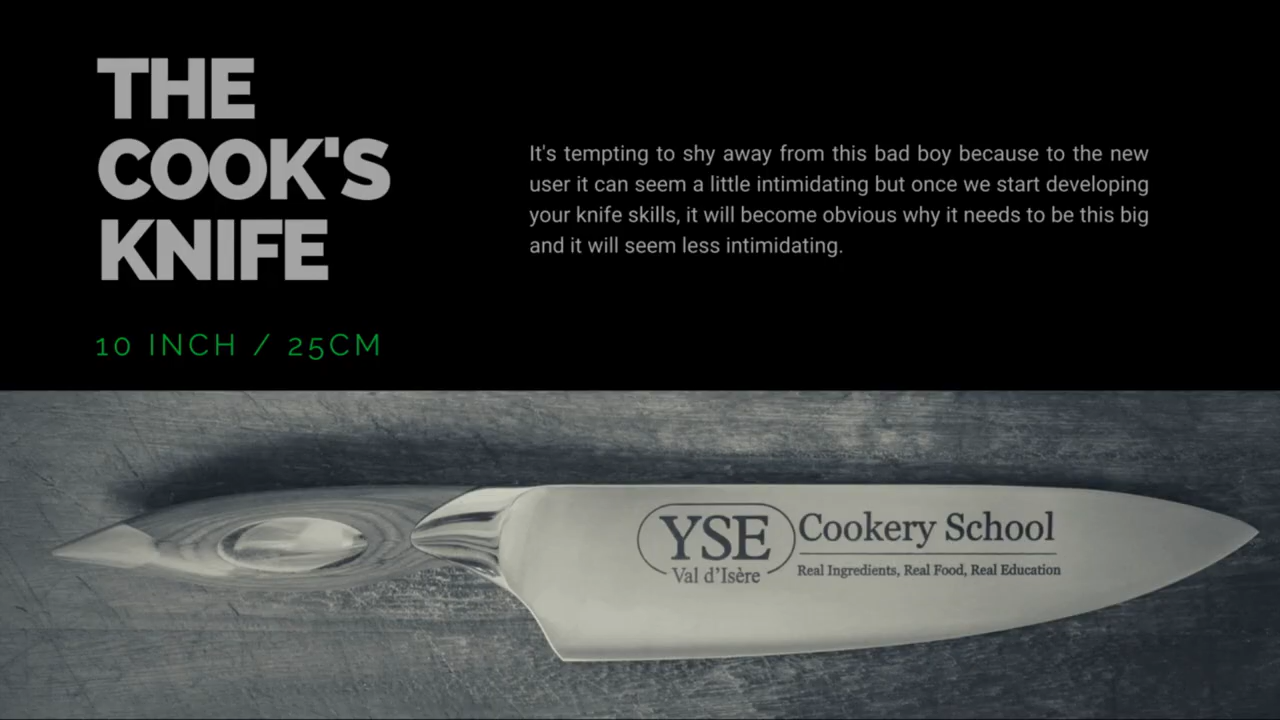 THE
COOK'S
KNIFE
10 INCH / 25CM
It's tempting to shy away from this bad boy because to the new
user it can seem a little intimidating but once we start developing
your knife skills, it will become obvious why it needs to be this big
and it will seem less intimidating.
YSE Cookery School
Val d'Isère Real Ingredients, Real Food, Real Education